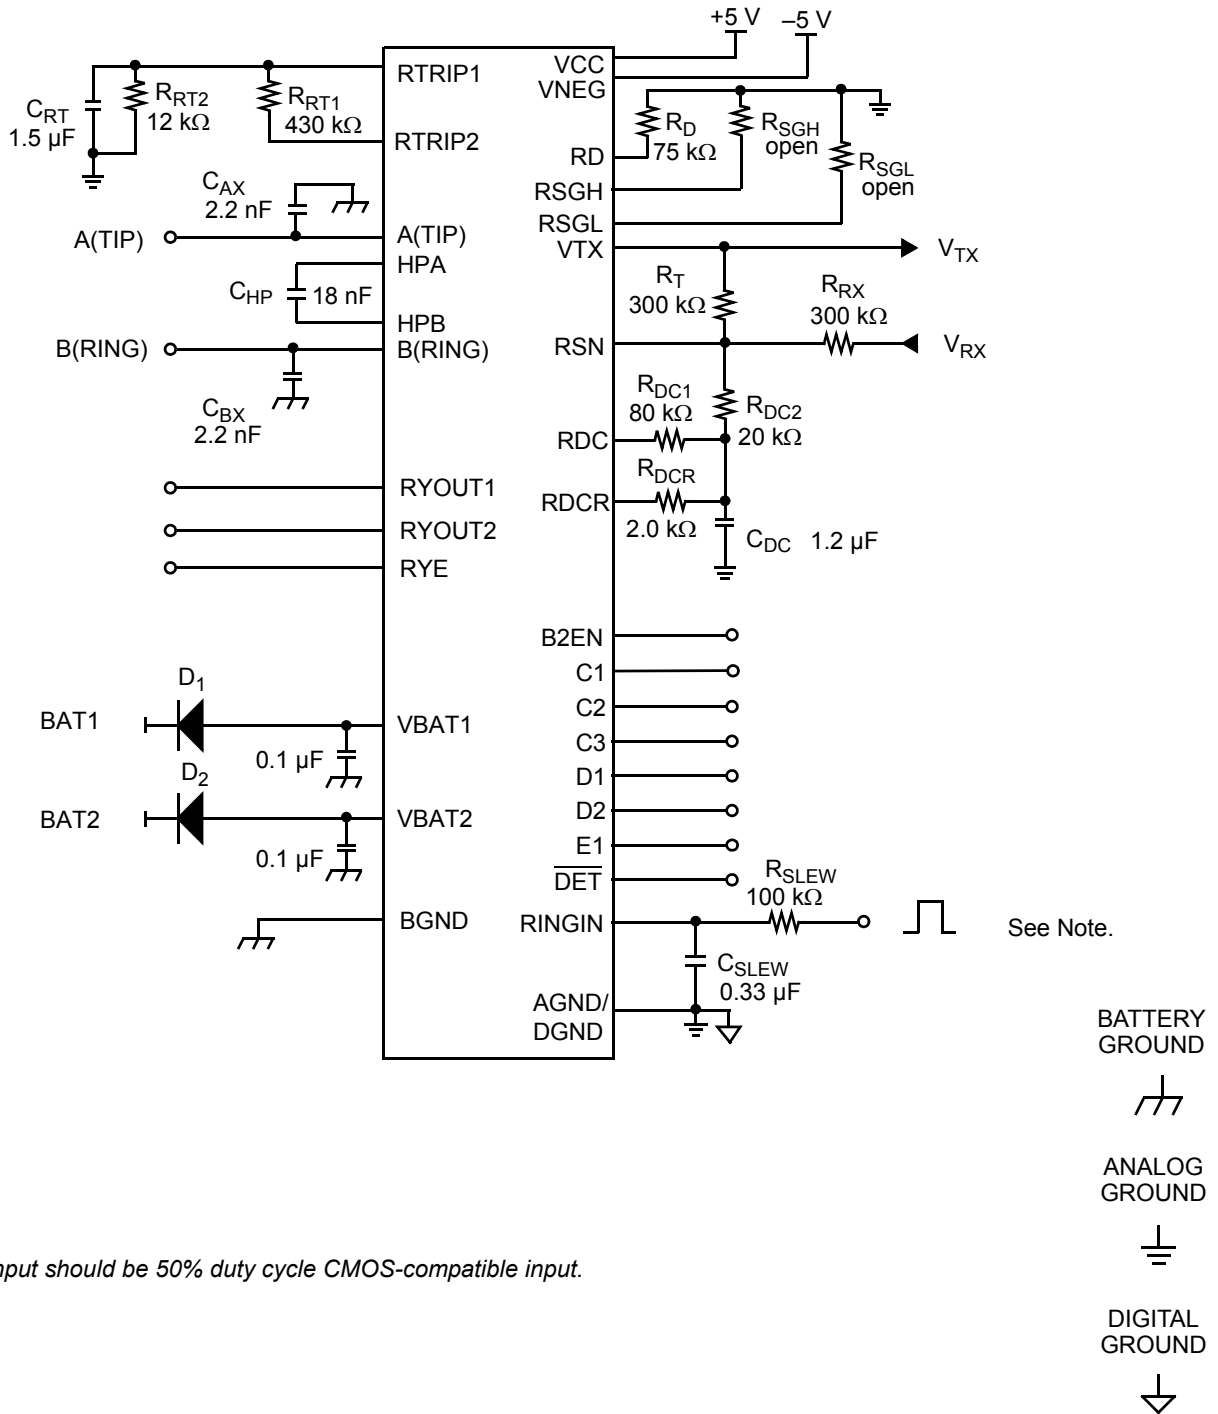 +5 V
–5 V
RTRIP1
VCC
VNEG
C_RT
1.5 µF
R_RT2
12 kΩ
R_RT1
430 kΩ
RTRIP2
R_D
75 kΩ
R_SGH
open
R_SGL
open
RD
RSGH
RSGL
C_AX
2.2 nF
A(TIP)
A(TIP)
VTX
V_TX
HPA
C_HP
18 nF
HPB
R_T
300 kΩ
R_RX
300 kΩ
B(RING)
B(RING)
RSN
V_RX
C_BX
2.2 nF
R_DC1
80 kΩ
R_DC2
20 kΩ
RDC
R_DCR
2.0 kΩ
RDCR
C_DC 1.2 µF
RYOUT1
RYOUT2
RYE
B2EN
C1
C2
C3
D1
D2
E1
DET
D_1
BAT1
VBAT1
0.1 µF
D_2
BAT2
VBAT2
0.1 µF
BGND
RINGIN
R_SLEW
100 kΩ
See Note.
C_SLEW
0.33 µF
AGND/
DGND
BATTERY
GROUND
ANALOG
GROUND
DIGITAL
GROUND
should be 50% duty cycle CMOS-compatible input.